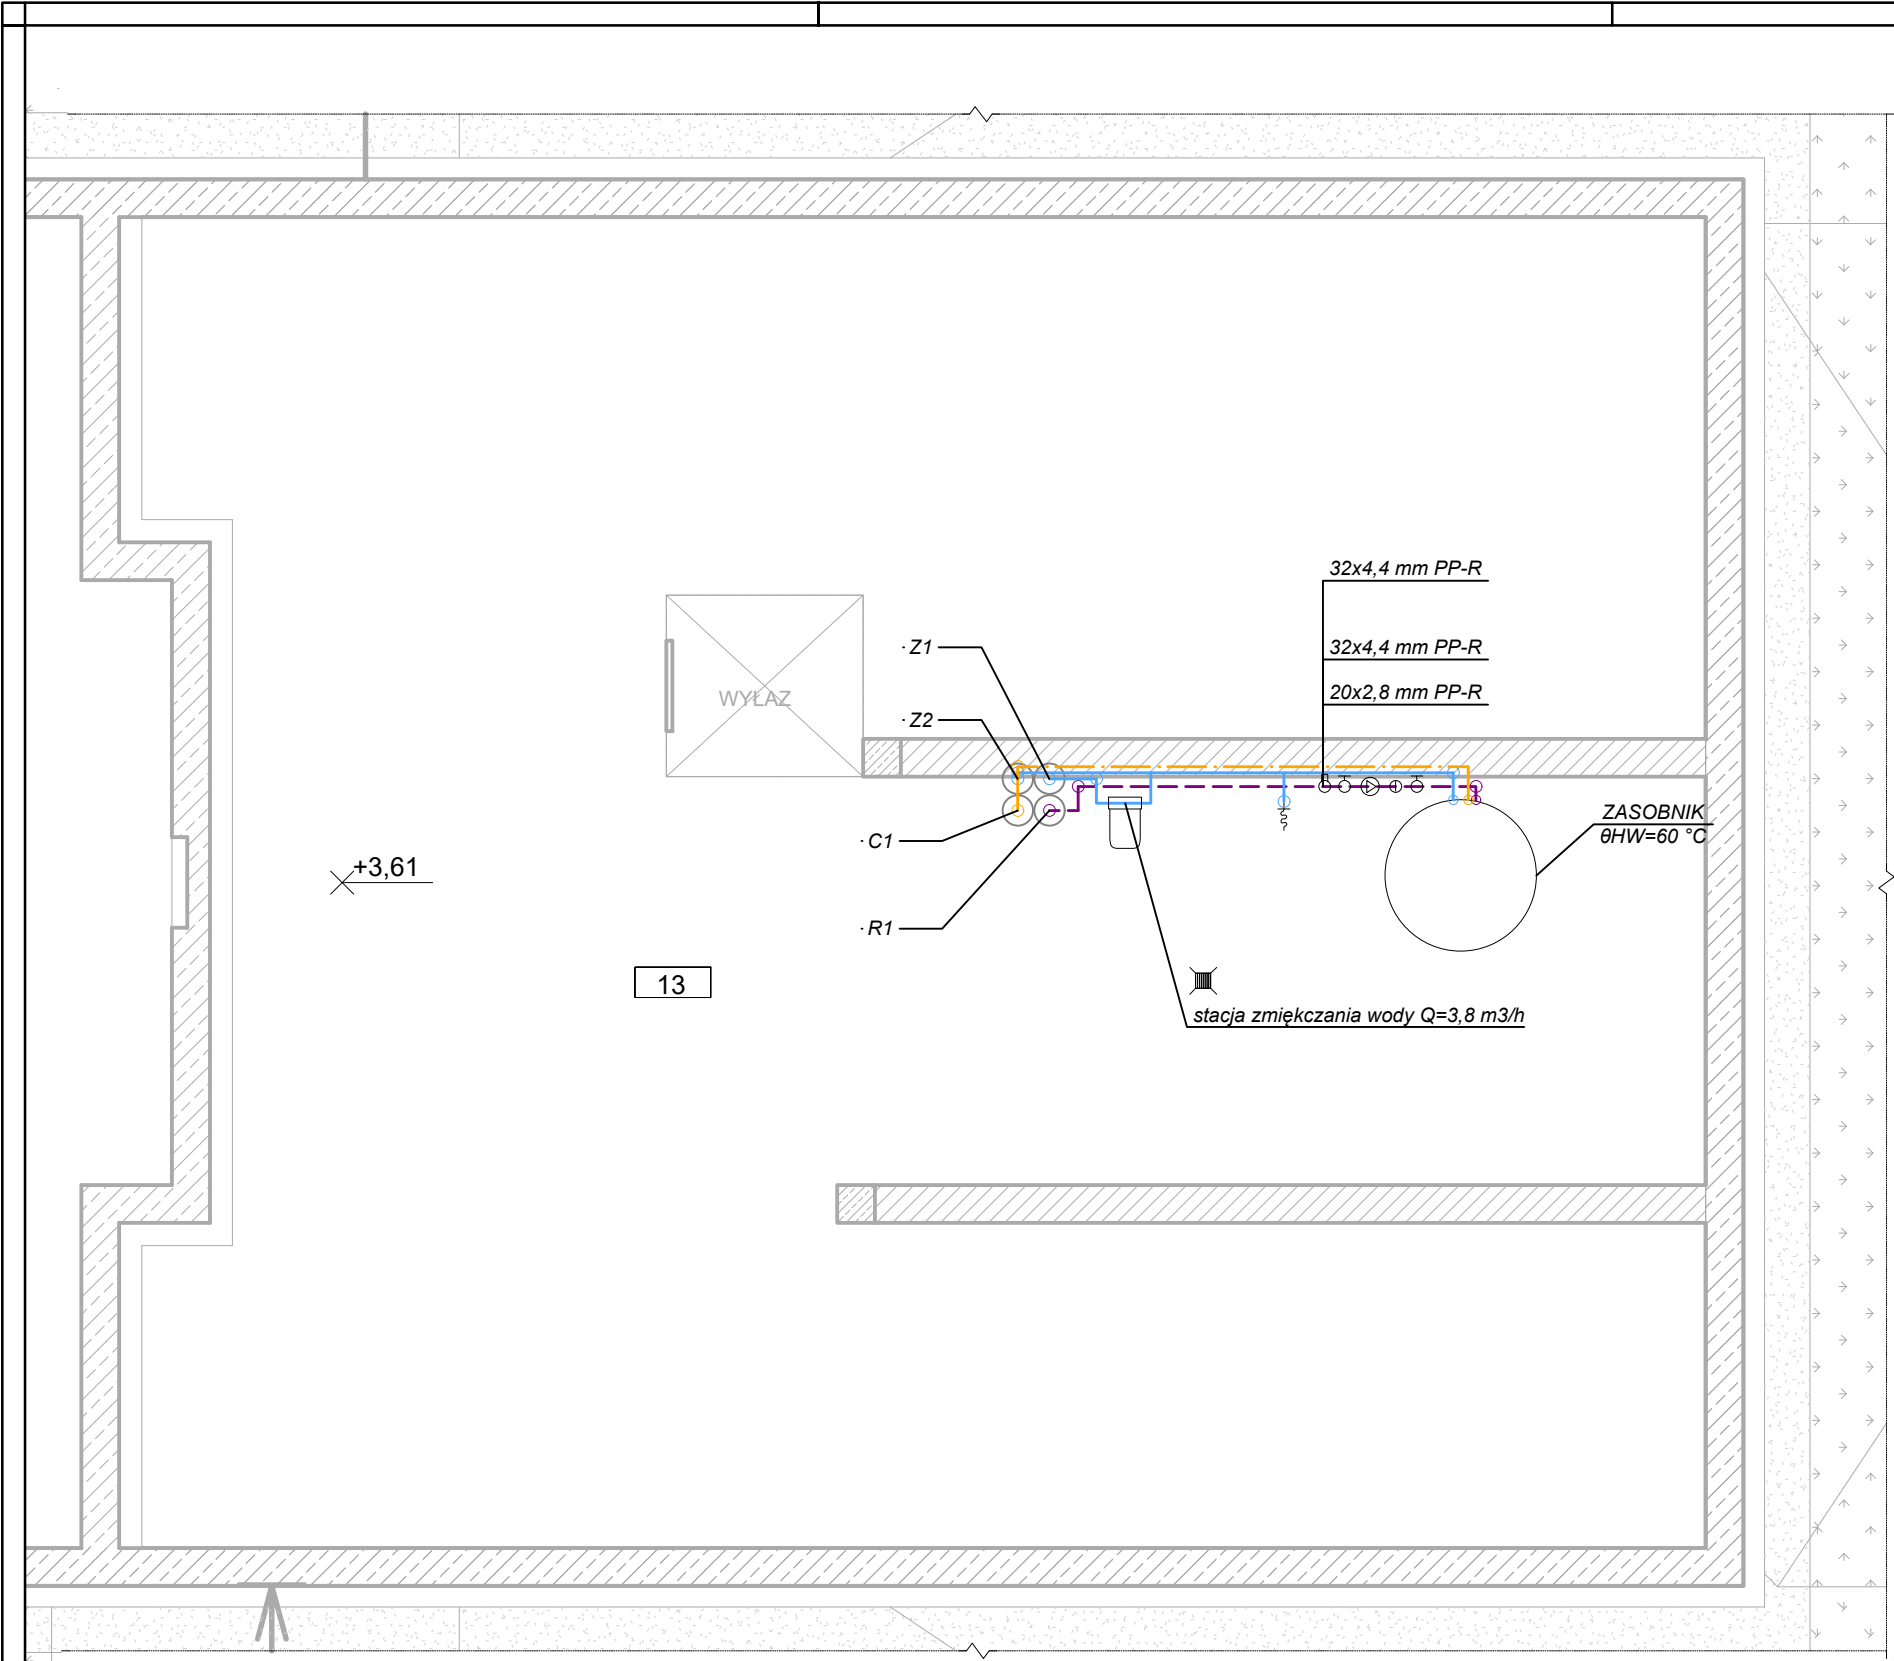 32x4,4 mm PP-R
Z1
32x4,4 mm PP-R
20x2,8 mm PP-R
WYŁAZ
Z2
ZASOBNIK
θHW=60 °C
C1
+3,61
R1
13
stacja zmiękczania wody Q=3,8 m3/h